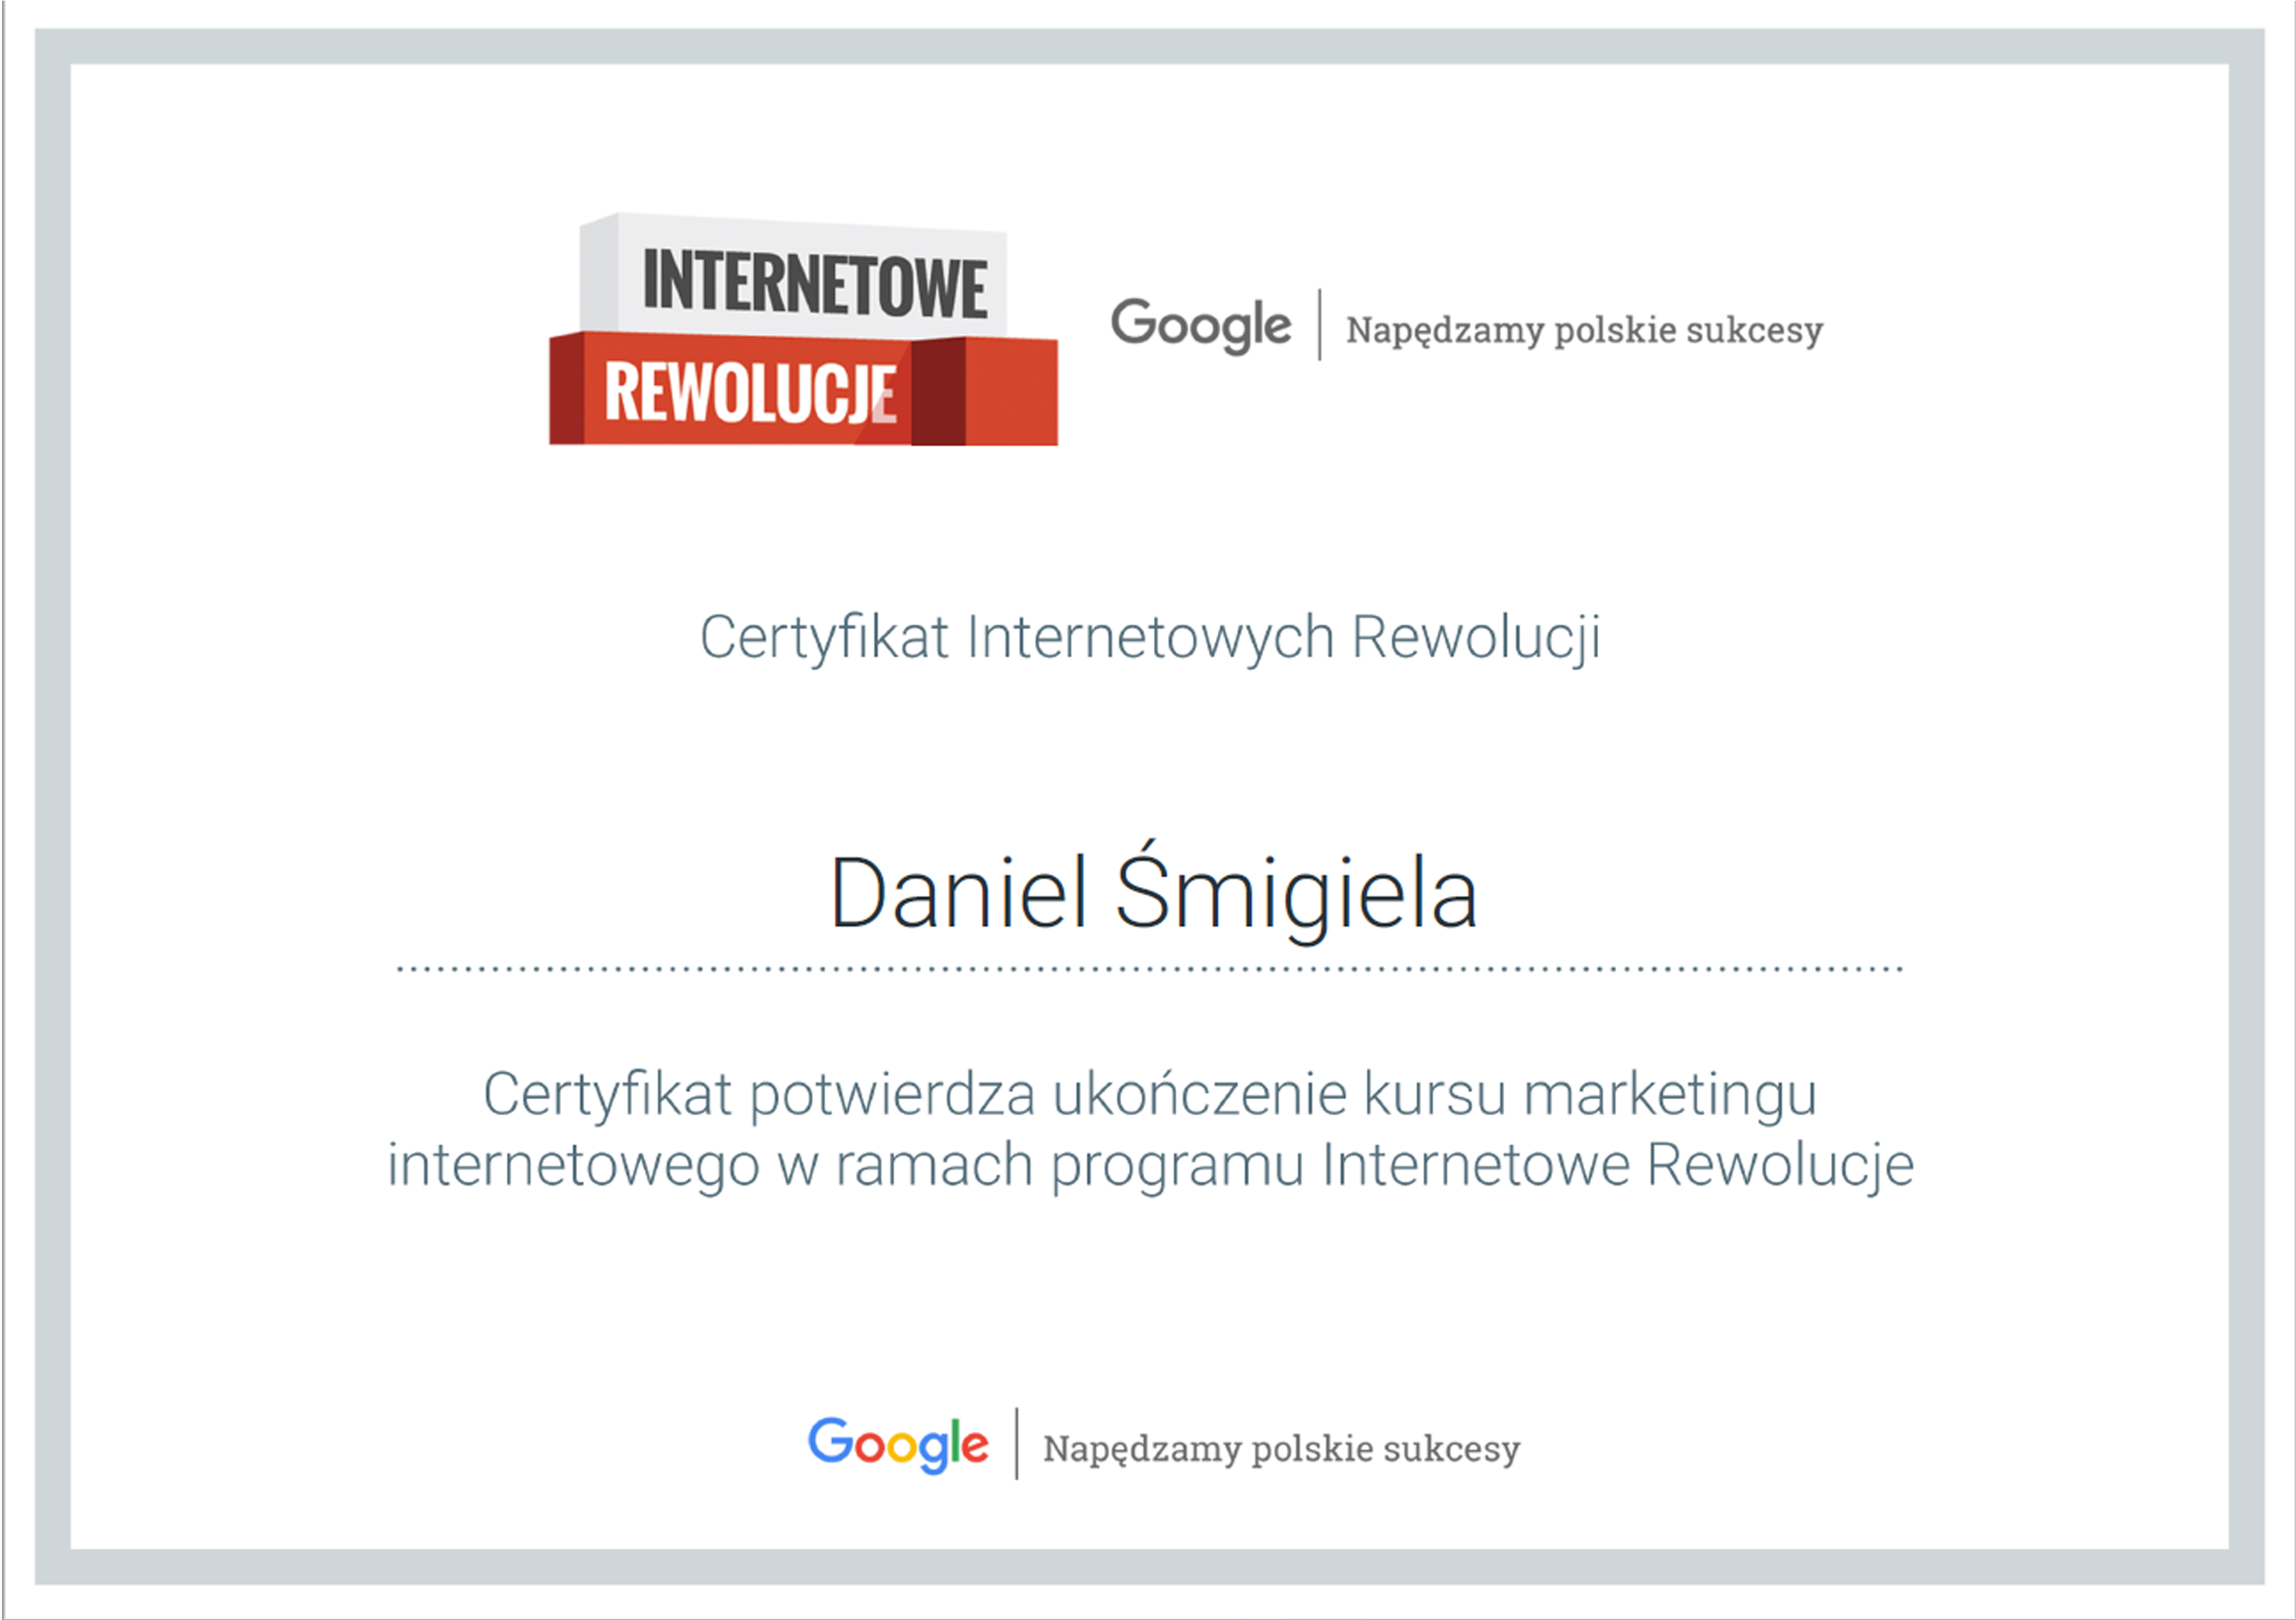 INTERNETOWE
REWOLUCJE
Google | Napędzamy polskie sukcesy
Certyfikat Internetowych Rewolucji
Daniel Śmigiela
Certyfikat potwierdza ukończenie kursu marketingu
internetowego w ramach programu Internetowe Rewolucje
Google | Napędzamy polskie sukcesy